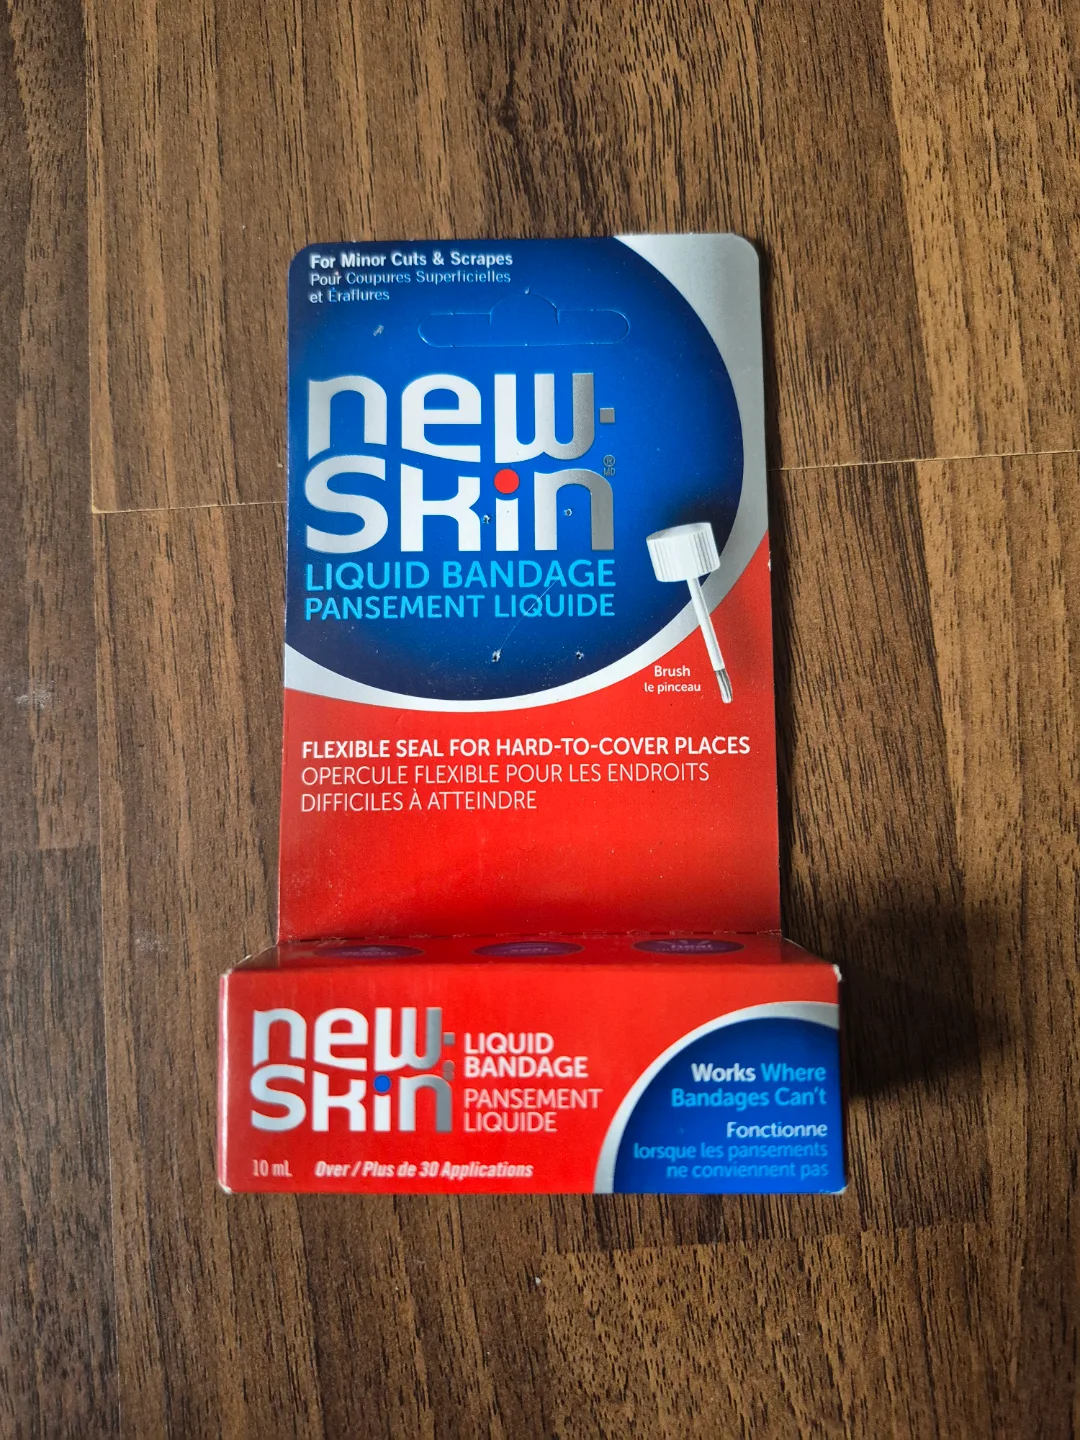 For Minor Cuts & Scrapes
Pour Coupures Superficielles
et Éraflures
new-
skin
® MD
LIQUID BANDAGE
PANSEMENT LIQUIDE
Brush
le pinceau
FLEXIBLE SEAL FOR HARD-TO-COVER PLACES
OPERCULE FLEXIBLE POUR LES ENDROITS
DIFFICILES À ATTEINDRE
new-
skin
LIQUID
BANDAGE
PANSEMENT
LIQUIDE
10 mL Over / Plus de 30 Applications
Works Where
Bandages Can't
Fonctionne
lorsque les pansements
ne conviennent pas